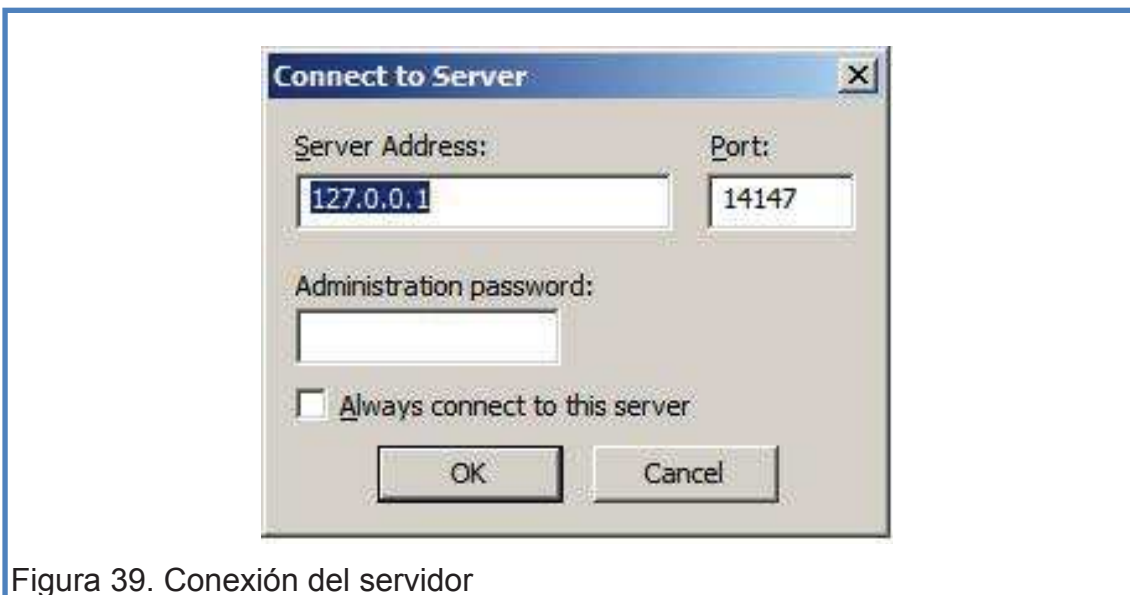 Connect to Server
Server Address: Port:
127.0.0.1 14147
Administration password:
Always connect to this server
OK Cancel
Figura 39. Conexión del servidor